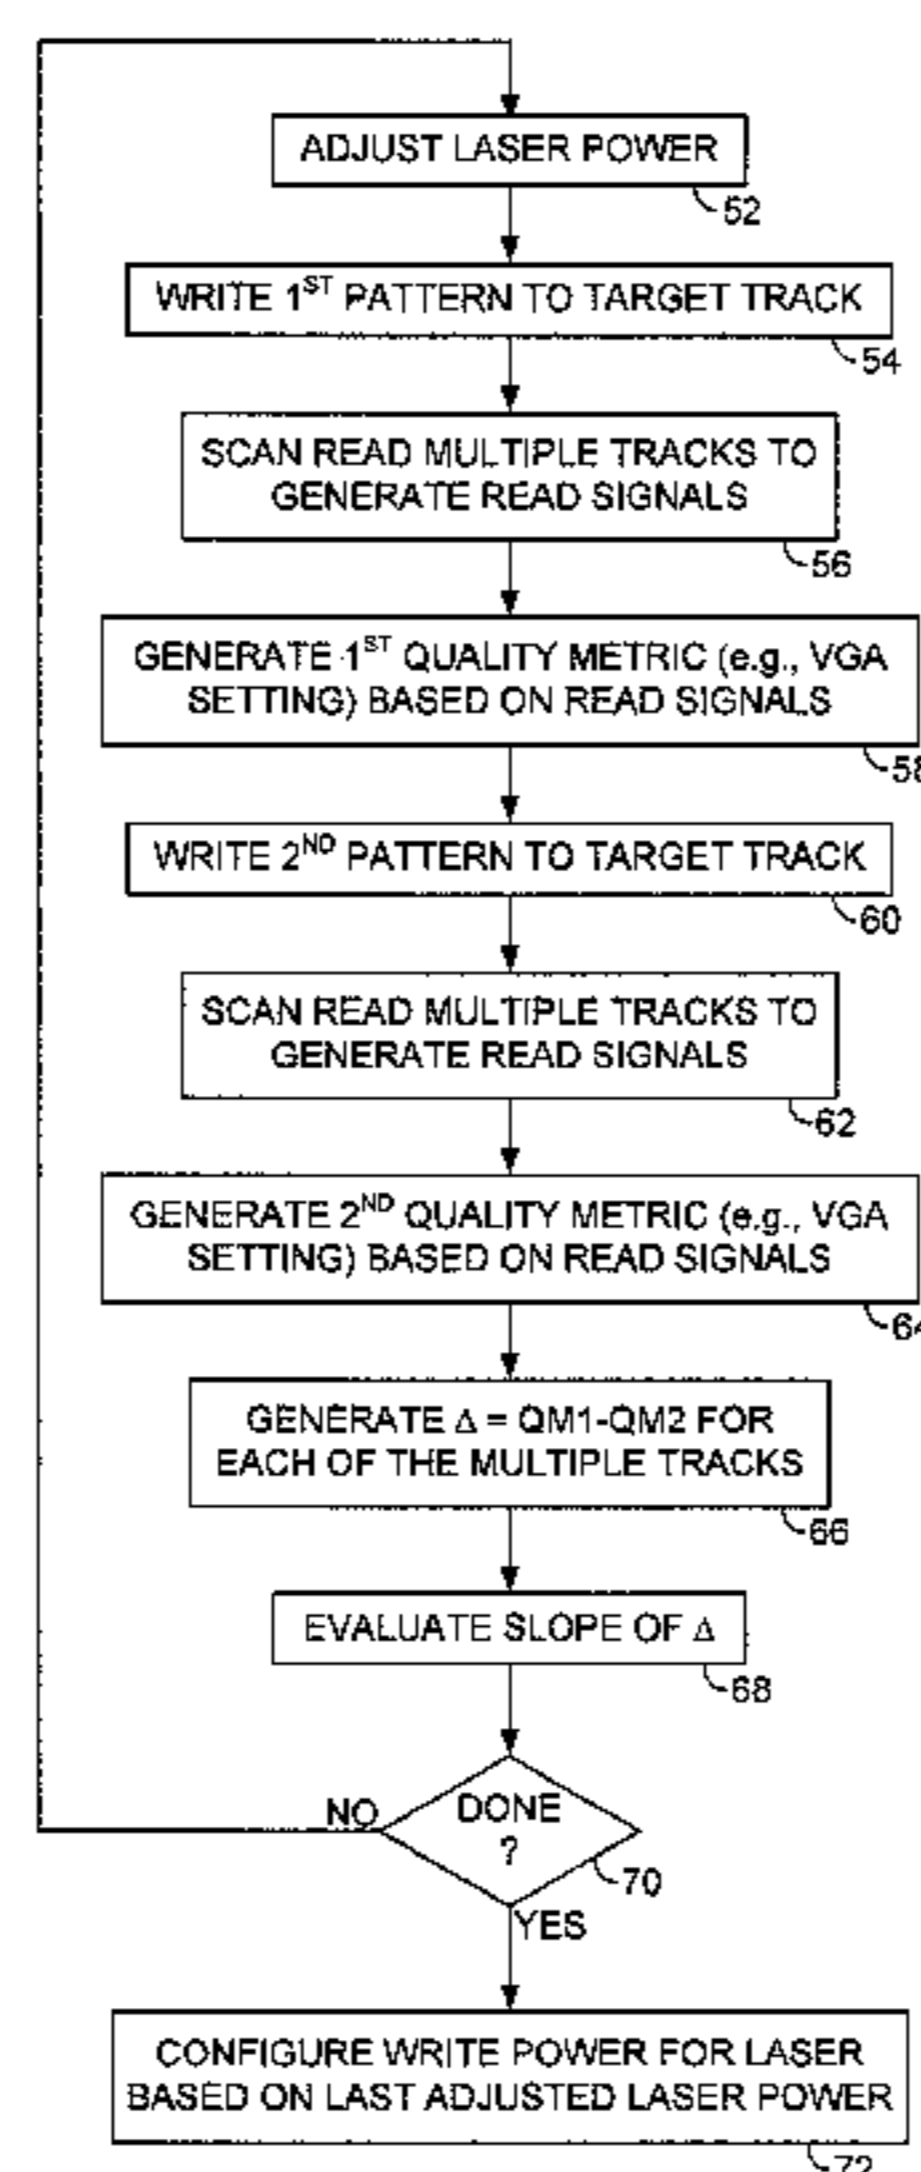 ADJUST LASER POWER
52
WRITE 1ST PATTERN TO TARGET TRACK
54
SCAN READ MULTIPLE TRACKS TO
GENERATE READ SIGNALS
56
GENERATE 1ST QUALITY METRIC (e.g., VGA
SETTING) BASED ON READ SIGNALS
58
WRITE 2ND PATTERN TO TARGET TRACK
60
SCAN READ MULTIPLE TRACKS TO
GENERATE READ SIGNALS
62
GENERATE 2ND QUALITY METRIC (e.g., VGA
SETTING) BASED ON READ SIGNALS
64
GENERATE Δ = QM1-QM2 FOR
EACH OF THE MULTIPLE TRACKS
66
EVALUATE SLOPE OF Δ
68
NO
DONE
?
70
YES
CONFIGURE WRITE POWER FOR LASER
BASED ON LAST ADJUSTED LASER POWER
72